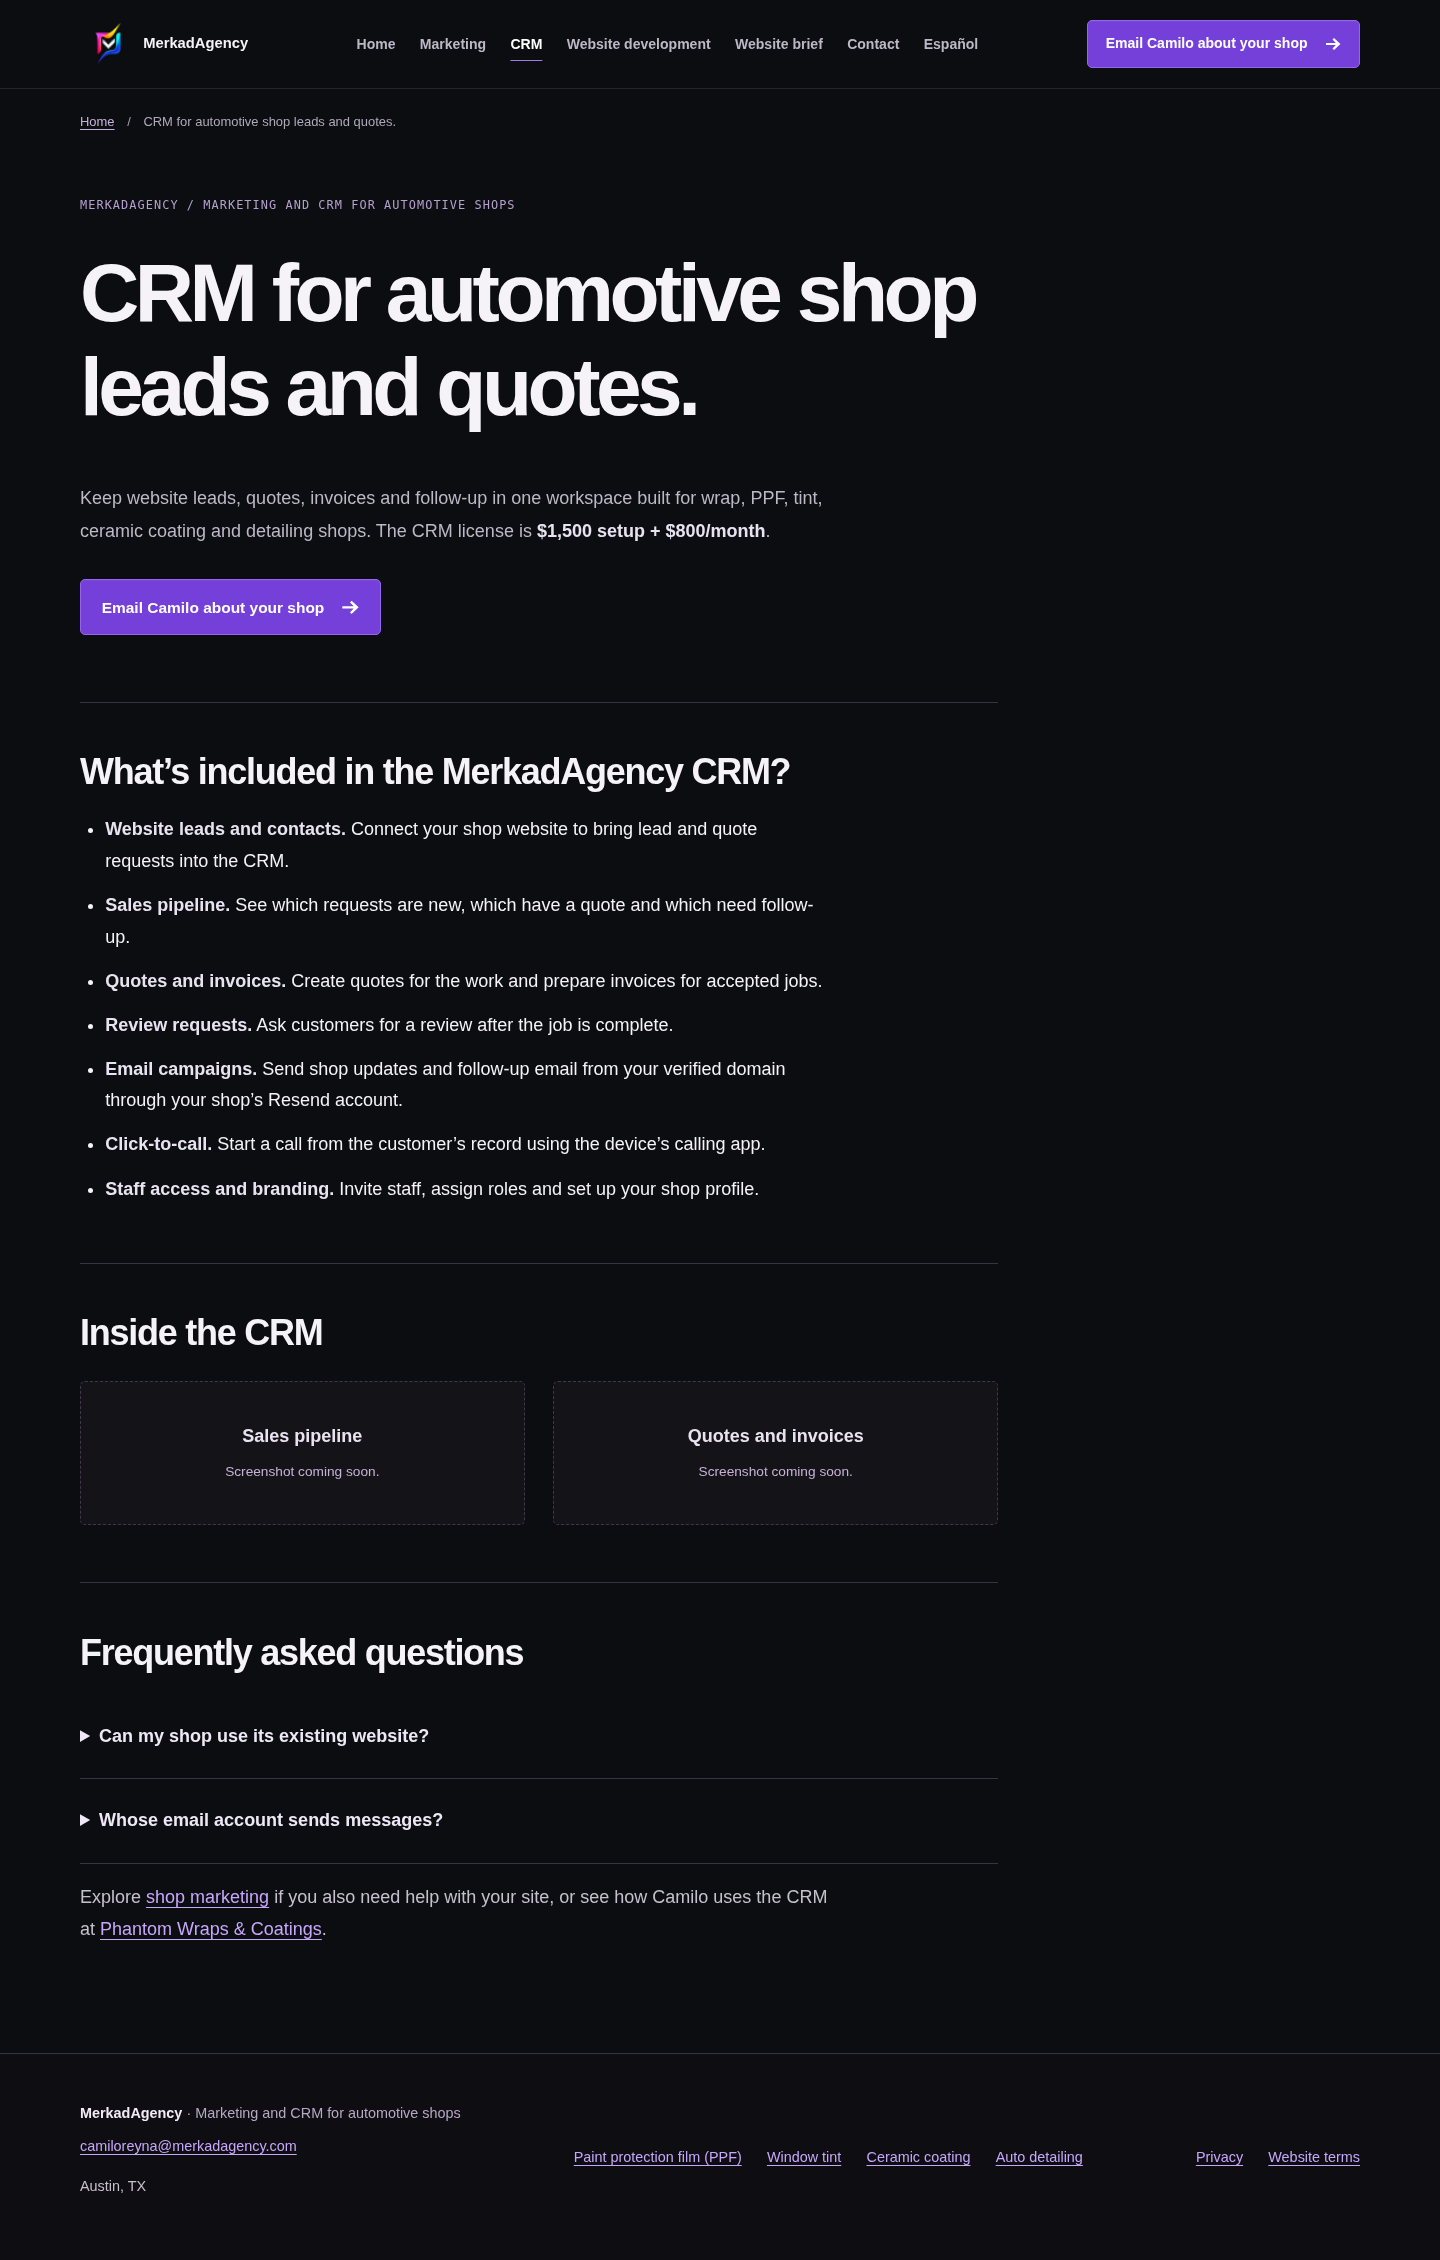 MerkadAgency
Home Marketing CRM Website development Website brief Contact Español
Email Camilo about your shop
Home / CRM for automotive shop leads and quotes.
MERKADAGENCY / MARKETING AND CRM FOR AUTOMOTIVE SHOPS
CRM for automotive shop
leads and quotes.
Keep website leads, quotes, invoices and follow-up in one workspace built for wrap, PPF, tint,
ceramic coating and detailing shops. The CRM license is $1,500 setup + $800/month.
Email Camilo about your shop
What’s included in the MerkadAgency CRM?
Website leads and contacts. Connect your shop website to bring lead and quote
requests into the CRM.
Sales pipeline. See which requests are new, which have a quote and which need follow-
up.
Quotes and invoices. Create quotes for the work and prepare invoices for accepted jobs.
Review requests. Ask customers for a review after the job is complete.
Email campaigns. Send shop updates and follow-up email from your verified domain
through your shop’s Resend account.
Click-to-call. Start a call from the customer’s record using the device’s calling app.
Staff access and branding. Invite staff, assign roles and set up your shop profile.
Inside the CRM
Sales pipeline
Screenshot coming soon.
Quotes and invoices
Screenshot coming soon.
Frequently asked questions
Can my shop use its existing website?
Whose email account sends messages?
Explore shop marketing if you also need help with your site, or see how Camilo uses the CRM
at Phantom Wraps & Coatings.
MerkadAgency · Marketing and CRM for automotive shops
camiloreyna@merkadagency.com
Austin, TX
Paint protection film (PPF) Window tint Ceramic coating Auto detailing
Privacy Website terms